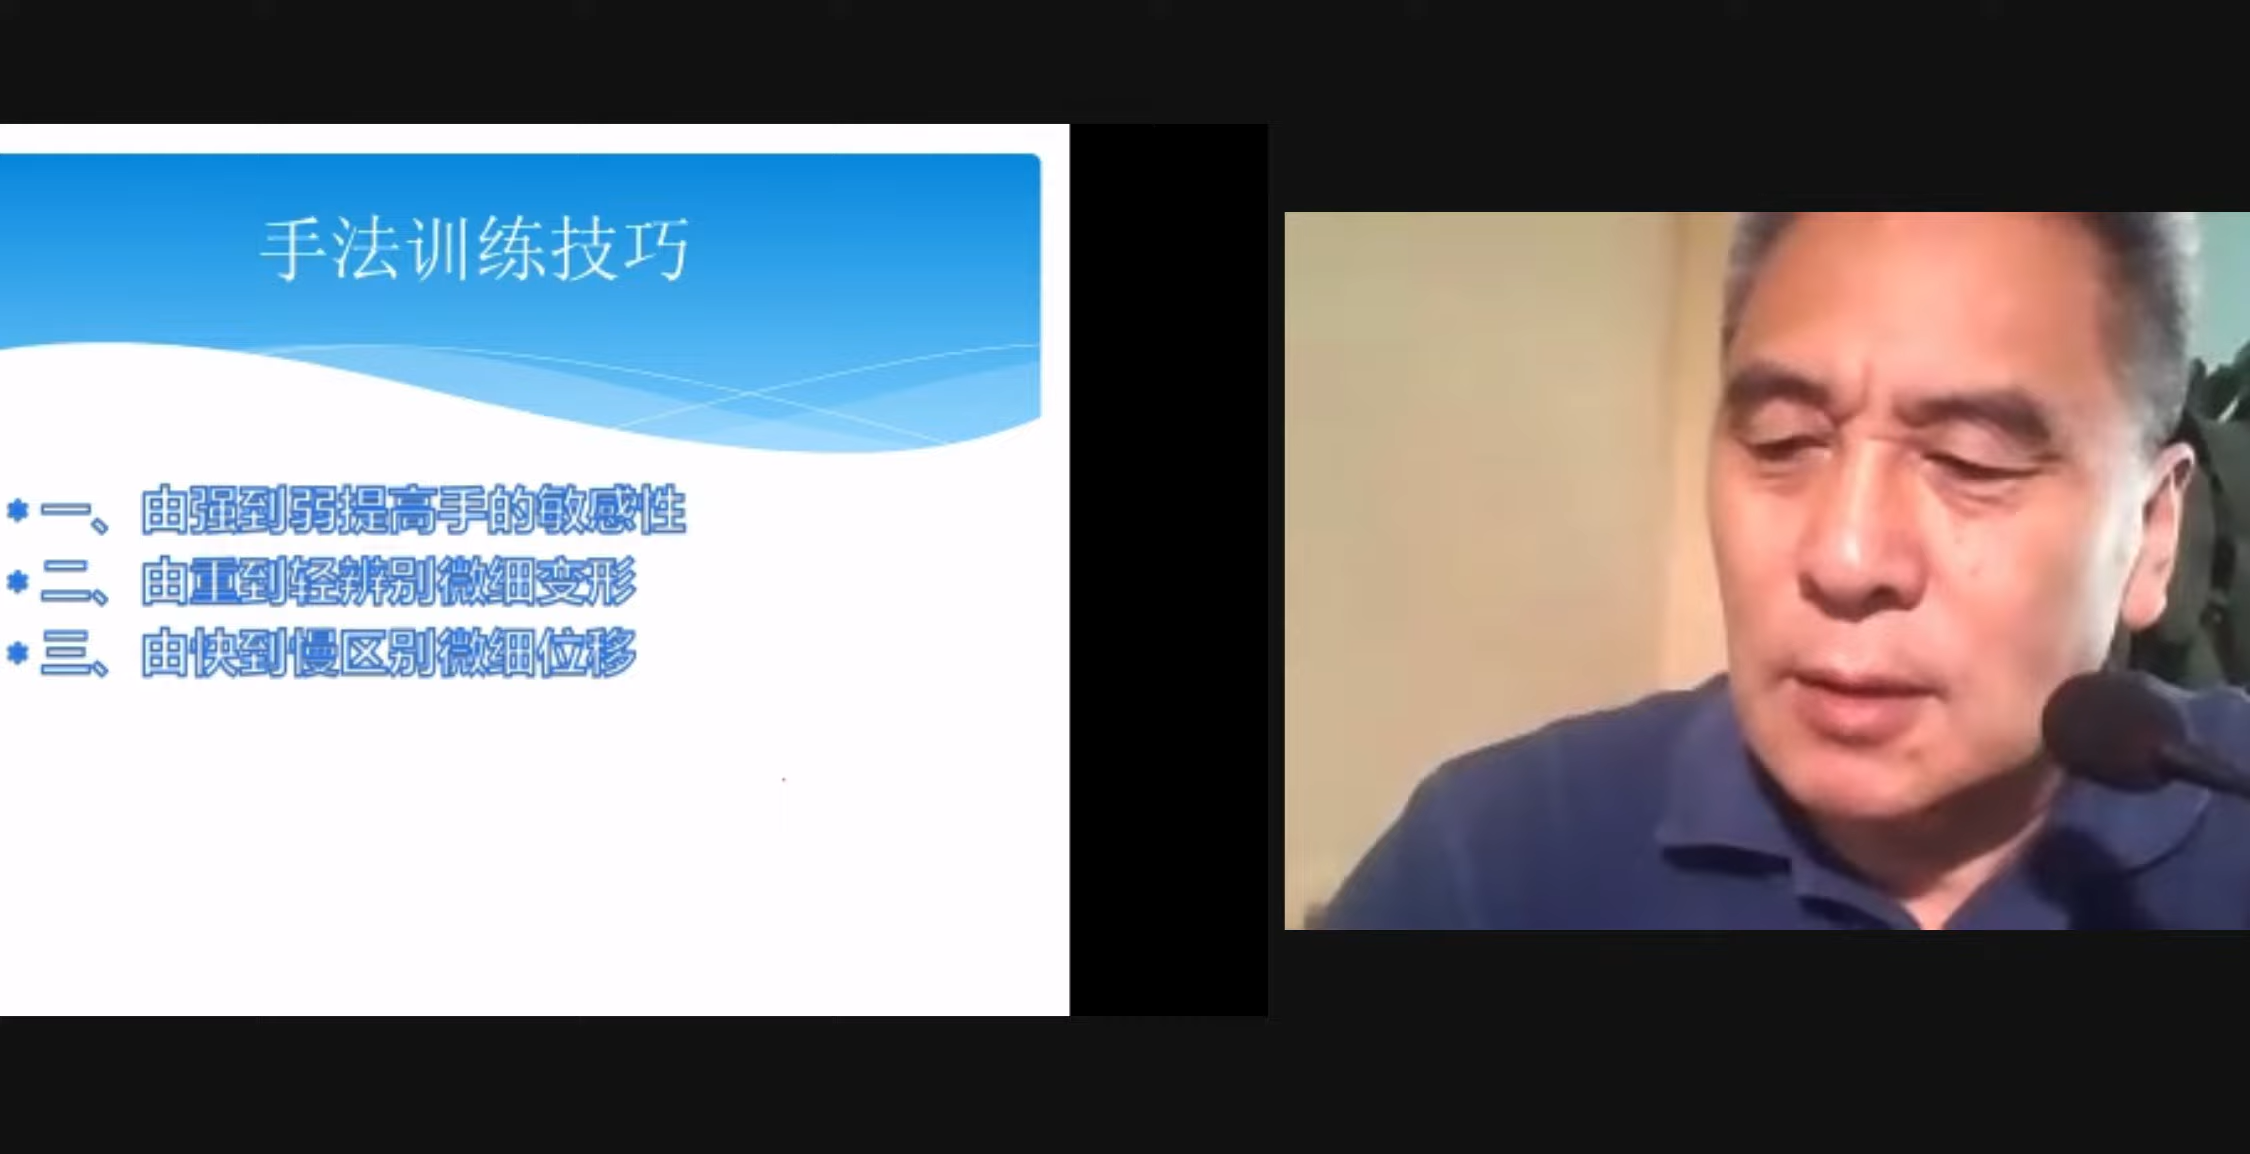 手法训练技巧
* 一、由强到弱提高手的敏感性
* 二、由重到轻辨别微细变形
* 三、由快到慢区别微细位移